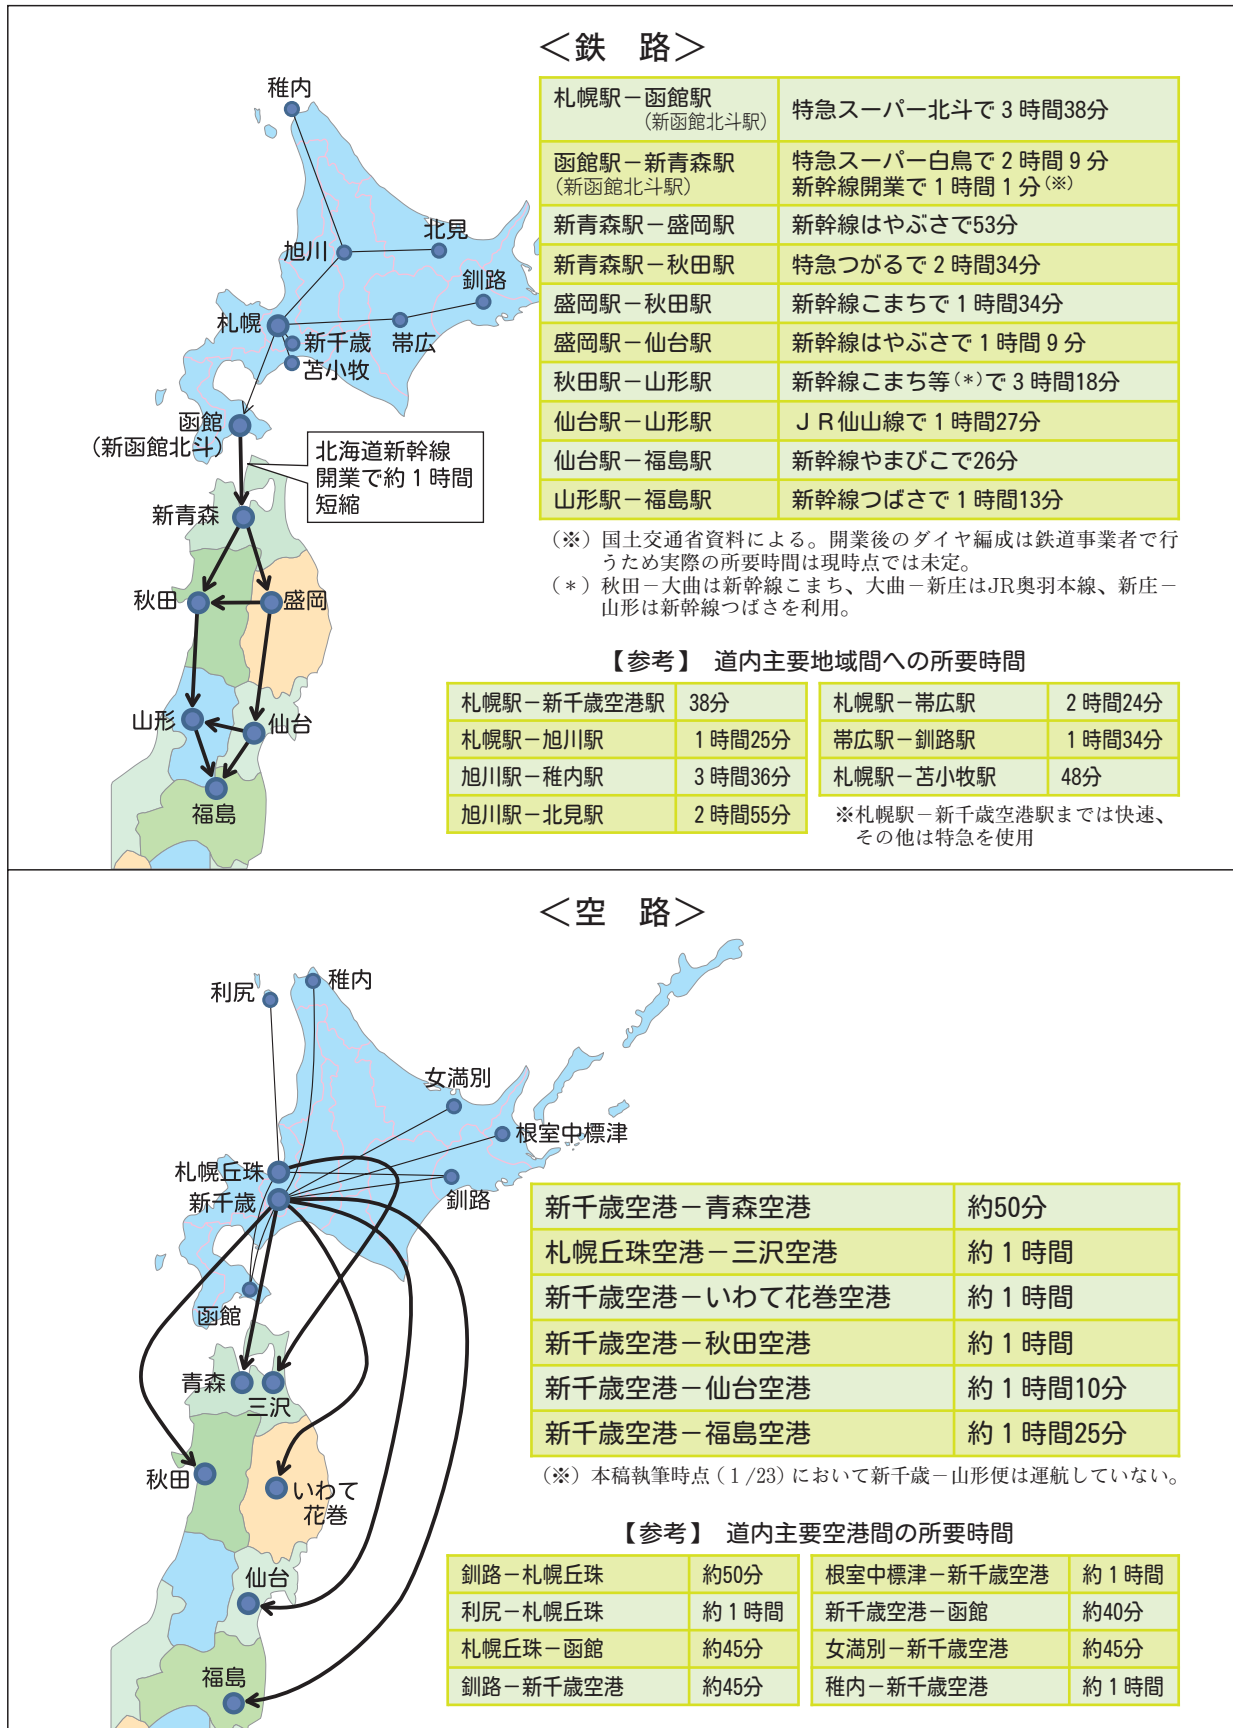 ＜鉄　路＞
稚内
旭川
北見
釧路
札幌
新千歳
帯広
苫小牧
函館
（新函館北斗）
北海道新幹線
開業で約１時間
短縮
新青森
秋田
盛岡
山形
仙台
福島
札幌駅－函館駅
（新函館北斗駅）
特急スーパー北斗で３時間38分
函館駅－新青森駅
（新函館北斗駅）
特急スーパー白鳥で２時間９分
新幹線開業で１時間１分（※）
新青森駅－盛岡駅　新幹線はやぶさで53分
新青森駅－秋田駅　特急つがるで２時間34分
盛岡駅－秋田駅　新幹線こまちで１時間34分
盛岡駅－仙台駅　新幹線はやぶさで１時間９分
秋田駅－山形駅　新幹線こまち等（*）で３時間18分
仙台駅－山形駅　ＪＲ仙山線で１時間27分
仙台駅－福島駅　新幹線やまびこで26分
山形駅－福島駅　新幹線つばさで１時間13分
（※）国土交通省資料による。開業後のダイヤ編成は鉄道事業者で行
うため実際の所要時間は現時点では未定。
（*）秋田－大曲は新幹線こまち、大曲－新庄はJR奥羽本線、新庄－
山形は新幹線つばさを利用。
【参考】　道内主要地域間への所要時間
札幌駅－新千歳空港駅　38分
札幌駅－旭川駅　１時間25分
旭川駅－稚内駅　３時間36分
旭川駅－北見駅　２時間55分
札幌駅－帯広駅　２時間24分
帯広駅－釧路駅　１時間34分
札幌駅－苫小牧駅　48分
※札幌駅－新千歳空港駅までは快速、
その他は特急を使用
＜空　路＞
利尻
稚内
女満別
根室中標津
札幌丘珠
新千歳
釧路
函館
青森
三沢
秋田
いわて
花巻
仙台
福島
新千歳空港－青森空港　約50分
札幌丘珠空港－三沢空港　約１時間
新千歳空港－いわて花巻空港　約１時間
新千歳空港－秋田空港　約１時間
新千歳空港－仙台空港　約１時間10分
新千歳空港－福島空港　約１時間25分
（※）本稿執筆時点（１/23）において新千歳－山形便は運航していない。
【参考】　道内主要空港間の所要時間
釧路－札幌丘珠　約50分
利尻－札幌丘珠　約１時間
札幌丘珠－函館　約45分
釧路－新千歳空港　約45分
根室中標津－新千歳空港　約１時間
新千歳空港－函館　約40分
女満別－新千歳空港　約45分
稚内－新千歳空港　約１時間